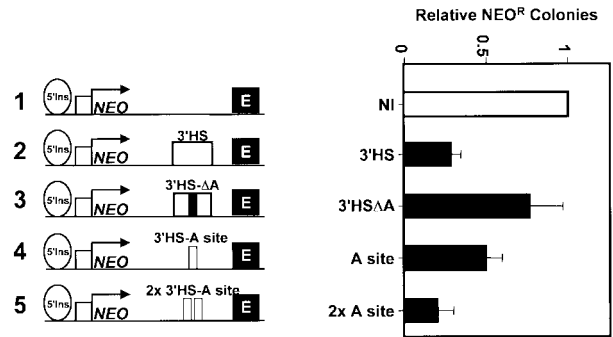 Relative NEO^R Colonies
0
0.5
1
1 5'Ins NEO E
2 5'Ins NEO 3'HS E
3 5'Ins NEO 3'HS-ΔA E
4 5'Ins NEO 3'HS-A site E
5 5'Ins NEO 2x 3'HS-A site E
NI
3'HS
3'HSΔA
A site
2x A site